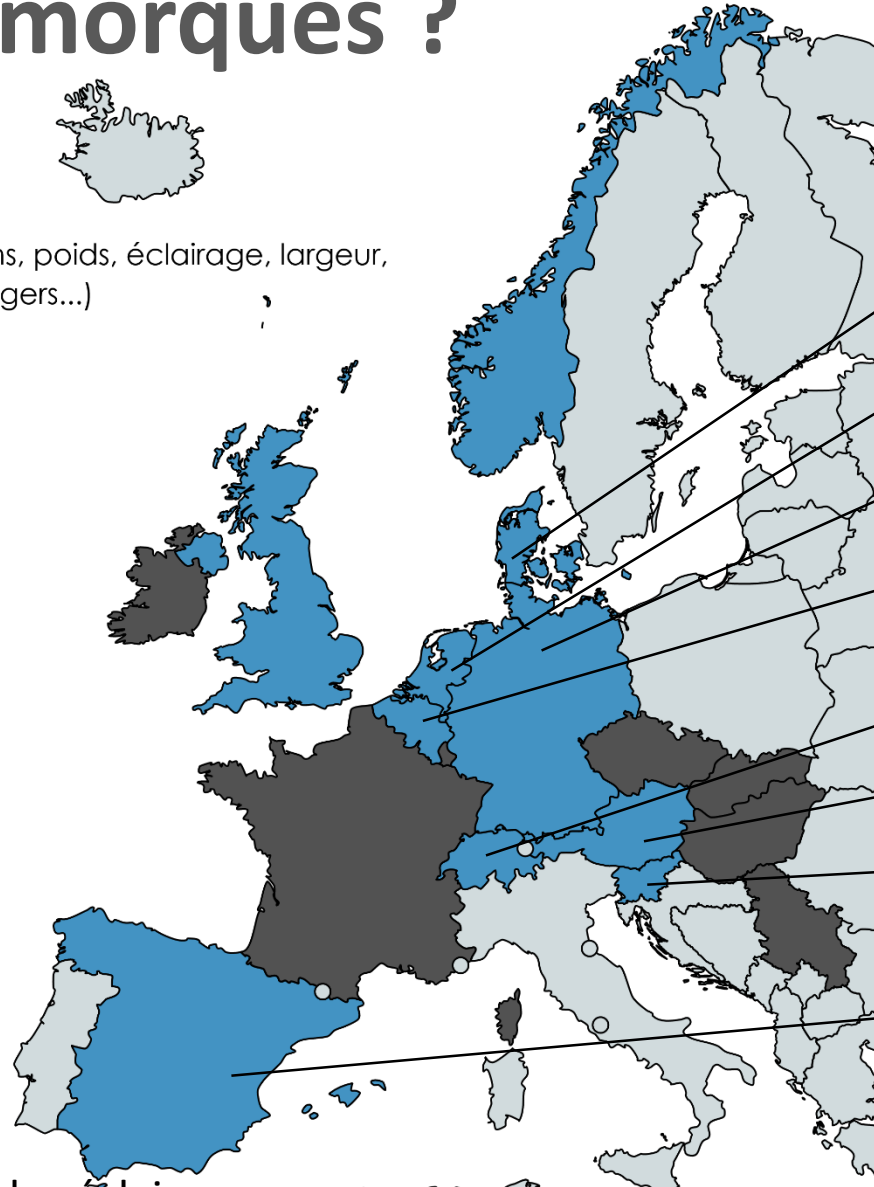 morques ?
ns, poids, éclairage, largeur,
gers...)